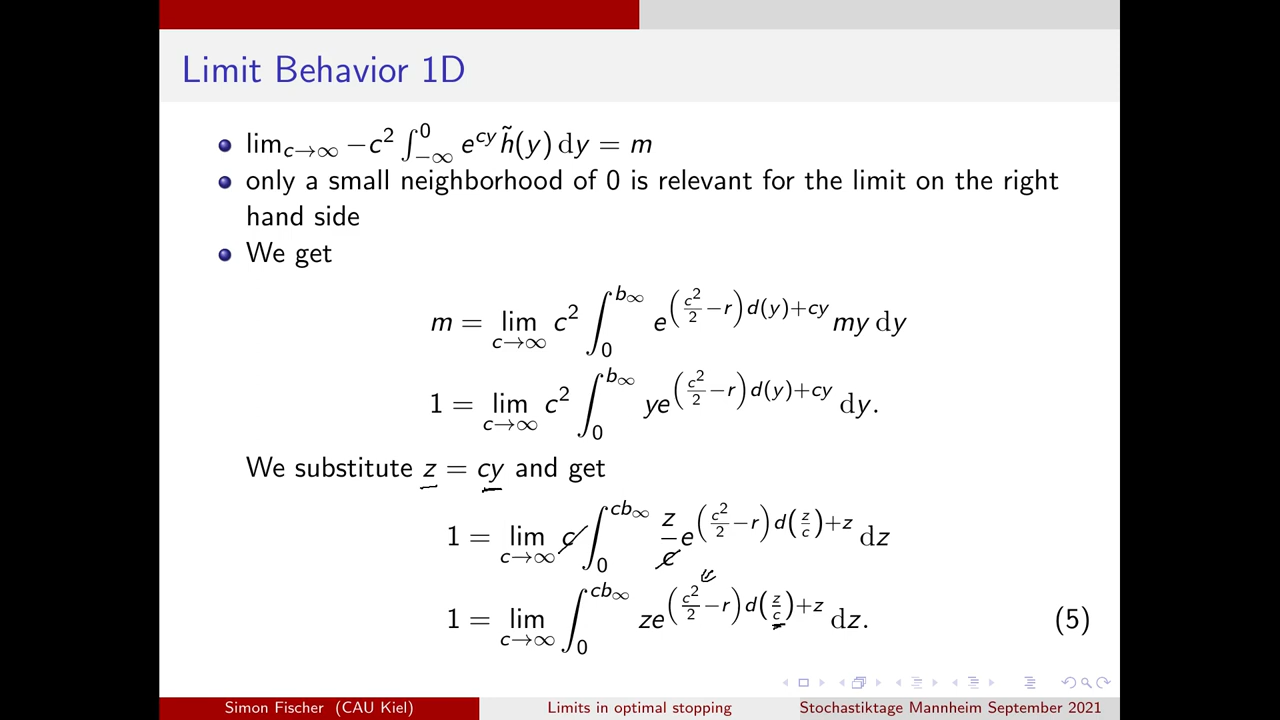 Limit Behavior 1D
lim_{c→∞} −c² ∫_{−∞}^{0} e^{cy} h̃(y) dy = m
only a small neighborhood of 0 is relevant for the limit on the right
hand side
We get
m = lim_{c→∞} c² ∫_{0}^{b_∞} e^{(c²/2 − r)d(y)+cy} my dy
1 = lim_{c→∞} c² ∫_{0}^{b_∞} ye^{(c²/2 − r)d(y)+cy} dy.
We substitute z = cy and get
1 = lim_{c→∞} c ∫_{0}^{cb_∞} z/c e^{(c²/2 − r)d(z/c)+z} dz
1 = lim_{c→∞} ∫_{0}^{cb_∞} ze^{(c²/2 − r)d(z/c)+z} dz. (5)
Simon Fischer (CAU Kiel) Limits in optimal stopping Stochastiktage Mannheim September 2021